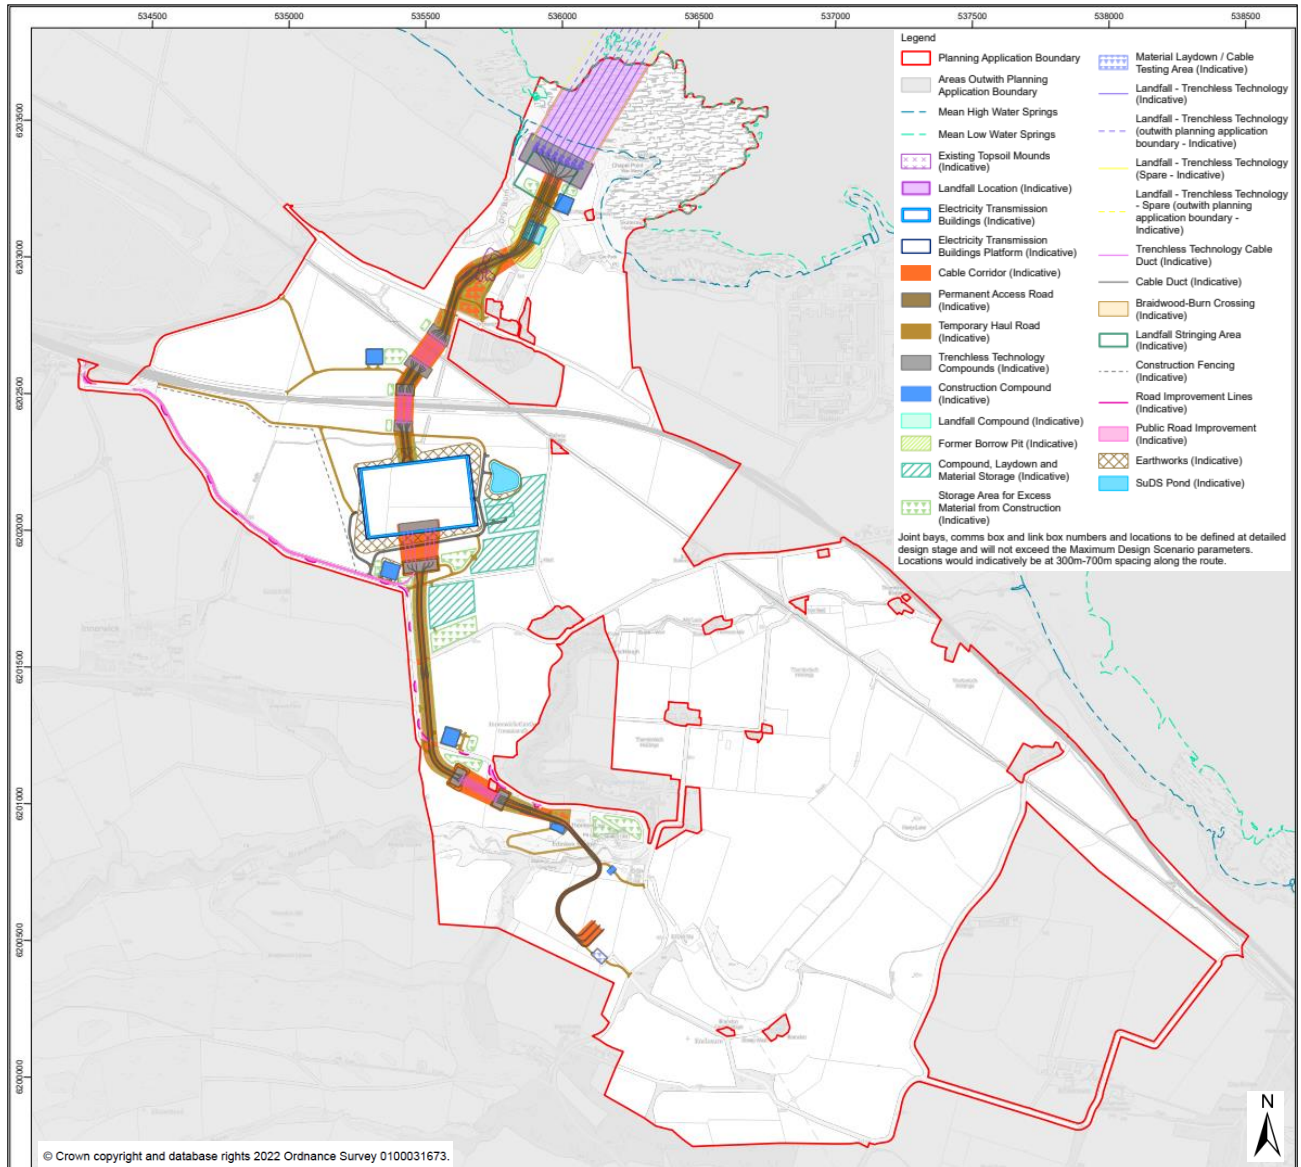 534500 535000 535500 536000 536500 537000 537500 538000 538500
6203500
6203000
6202500
6202000
6201500
6201000
6200500
6200000
Legend
Planning Application Boundary
Areas Outwith Planning
Application Boundary
Mean High Water Springs
Mean Low Water Springs
Existing Topsoil Mounds
(Indicative)
Landfall Location (Indicative)
Electricity Transmission
Buildings (Indicative)
Electricity Transmission
Buildings Platform (Indicative)
Cable Corridor (Indicative)
Permanent Access Road
(Indicative)
Temporary Haul Road
(Indicative)
Trenchless Technology
Compounds (Indicative)
Construction Compound
(Indicative)
Landfall Compound (Indicative)
Former Borrow Pit (Indicative)
Compound, Laydown and
Material Storage (Indicative)
Storage Area for Excess
Material from Construction
(Indicative)
Material Laydown / Cable
Testing Area (Indicative)
Landfall - Trenchless Technology
(Indicative)
Landfall - Trenchless Technology
(outwith planning application
boundary - Indicative)
Landfall - Trenchless Technology
(Spare - Indicative)
Landfall - Trenchless Technology
- Spare (outwith planning
application boundary -
Indicative)
Trenchless Technology Cable
Duct (Indicative)
Cable Duct (Indicative)
Braidwood-Burn Crossing
(Indicative)
Landfall Stringing Area
(Indicative)
Construction Fencing
(Indicative)
Road Improvement Lines
(Indicative)
Public Road Improvement
(Indicative)
Earthworks (Indicative)
SuDS Pond (Indicative)
Joint bays, comms box and link box numbers and locations to be defined at detailed
design stage and will not exceed the Maximum Design Scenario parameters.
Locations would indicatively be at 300m-700m spacing along the route.
Innerwick
N
© Crown copyright and database rights 2022 Ordnance Survey 0100031673.